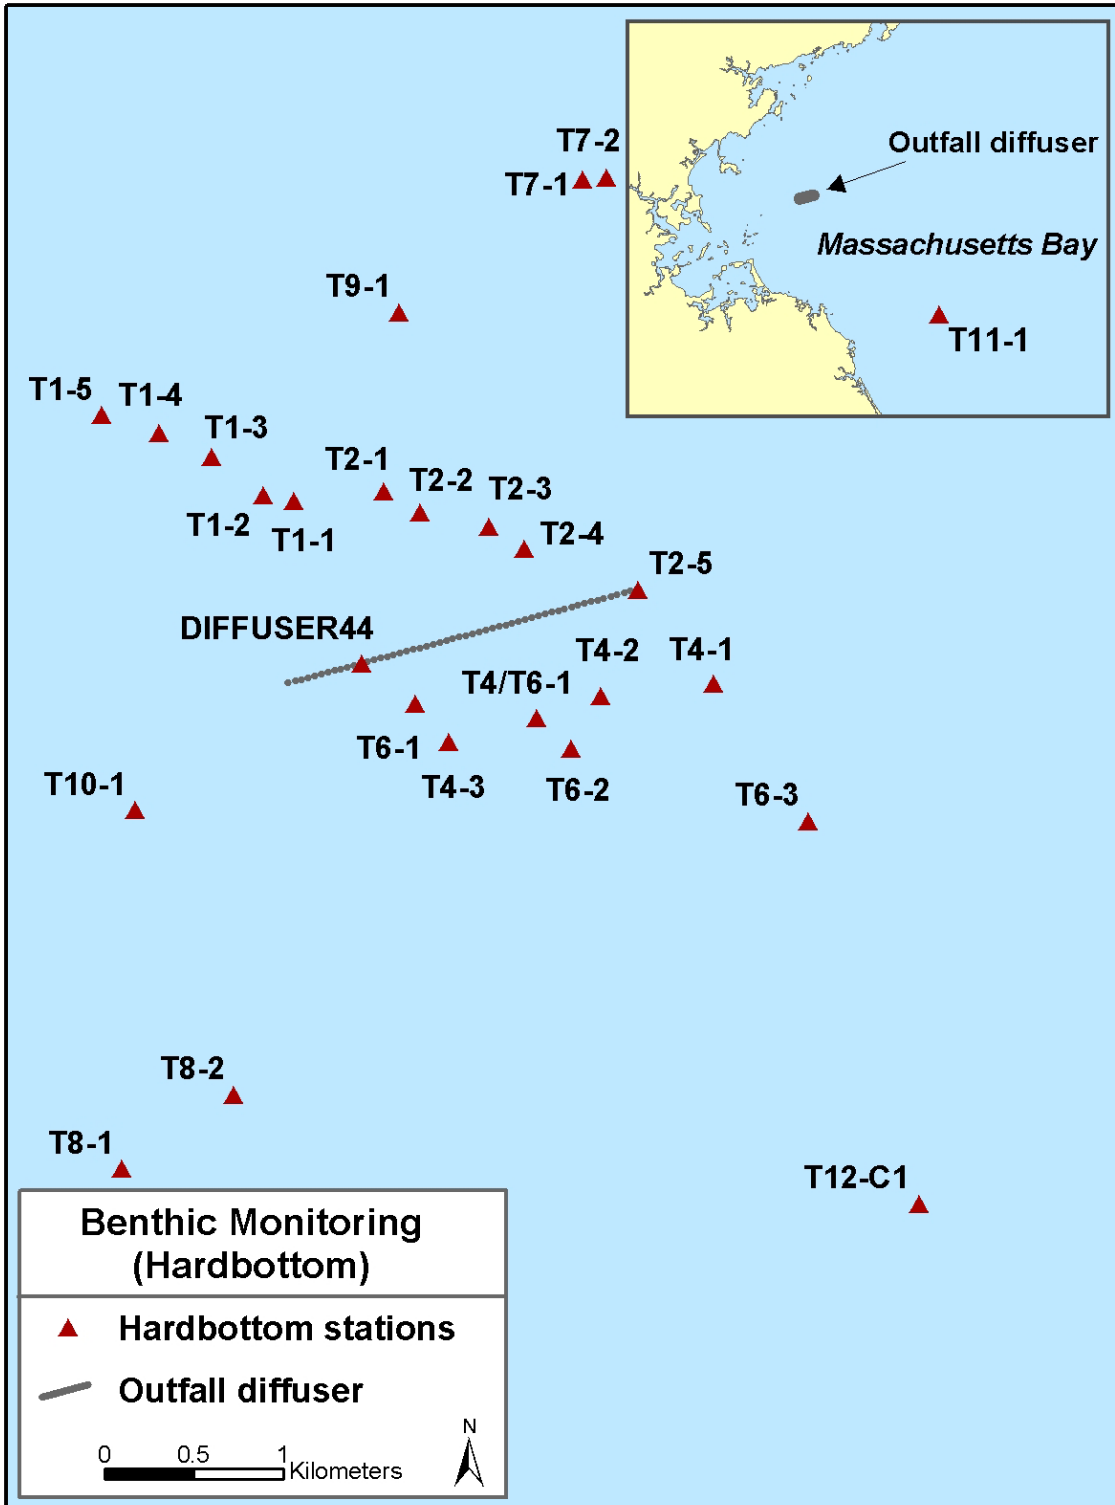 T7-2
T7-1
Outfall diffuser
Massachusetts Bay
T11-1
T9-1
T1-5
T1-4
T1-3
T1-2
T1-1
T2-1
T2-2
T2-3
T2-4
T2-5
DIFFUSER44
T4-2
T4-1
T4/T6-1
T6-1
T4-3
T6-2
T6-3
T10-1
T8-2
T8-1
T12-C1
Benthic Monitoring
(Hardbottom)
Hardbottom stations
Outfall diffuser
0 0.5 1
Kilometers
N